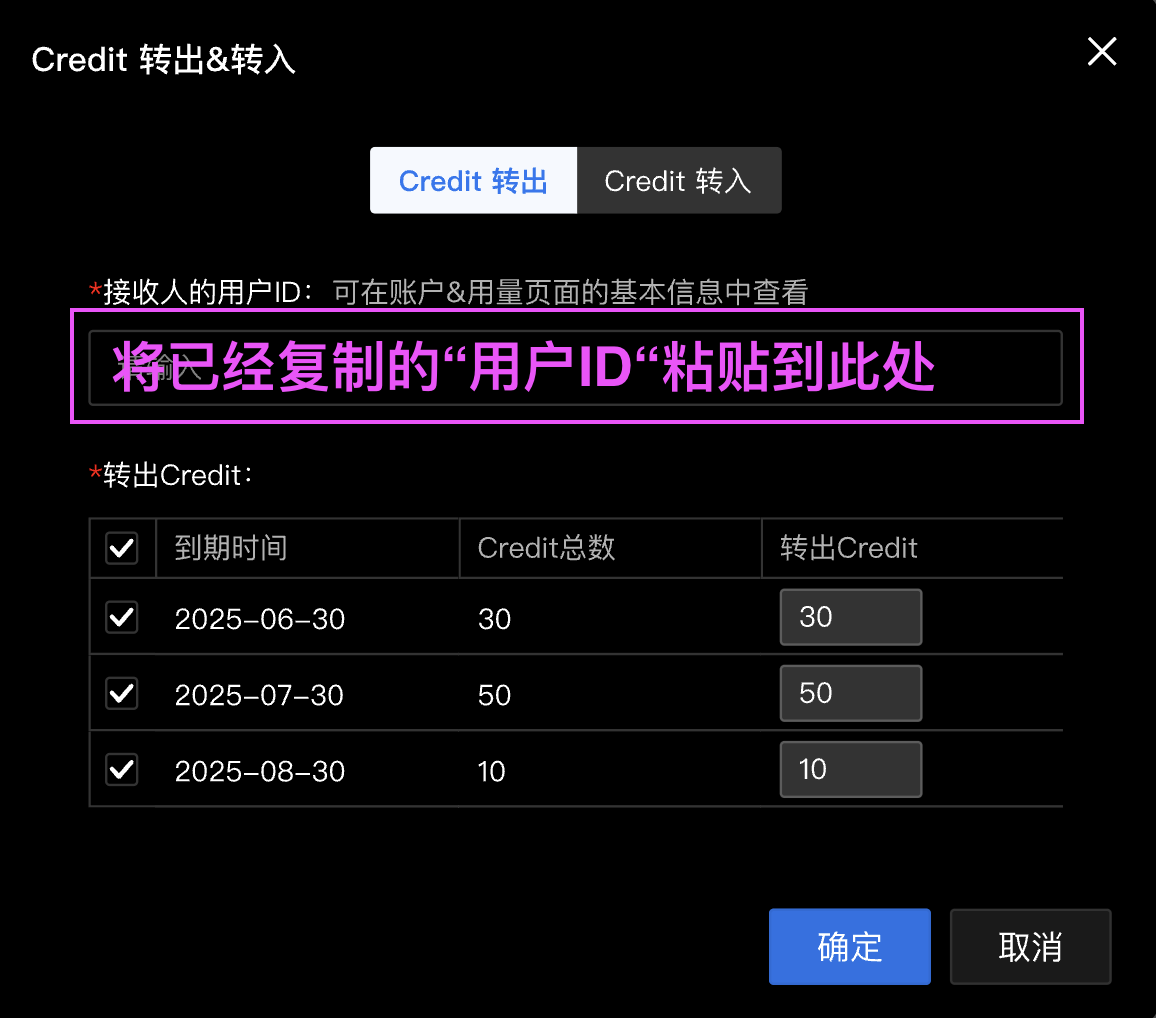 Credit 转出&转入
Credit 转出 Credit 转入
*接收人的用户ID： 可在账户&用量页面的基本信息中查看
请输入
将已经复制的“用户ID“粘贴到此处
*转出Credit：
到期时间 Credit总数 转出Credit
2025-06-30 30 30
2025-07-30 50 50
2025-08-30 10 10
确定 取消